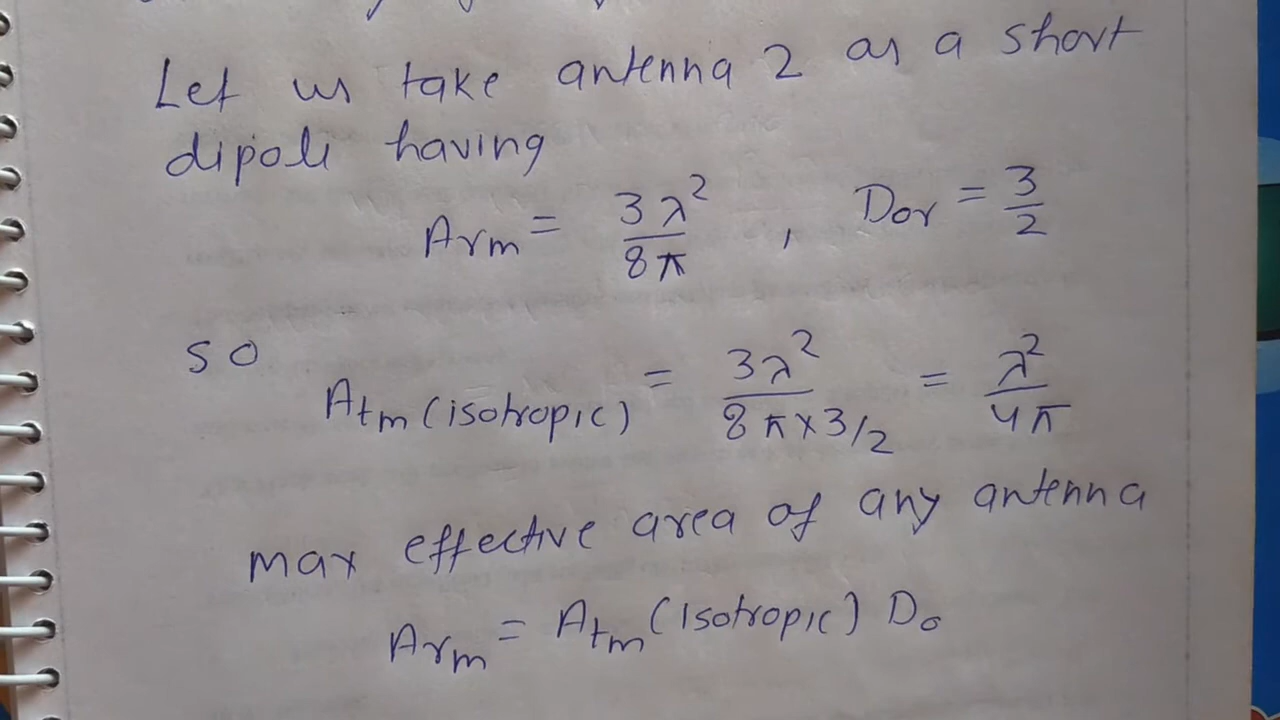 Let us take antenna 2 as a short
dipole having
Arm = 3λ²/8π , Dor = 3/2
so
Atm (isotropic) = 3λ²/8π×3/2 = λ²/4π
max effective area of any antenna
Arm = Atm (isotropic) Do